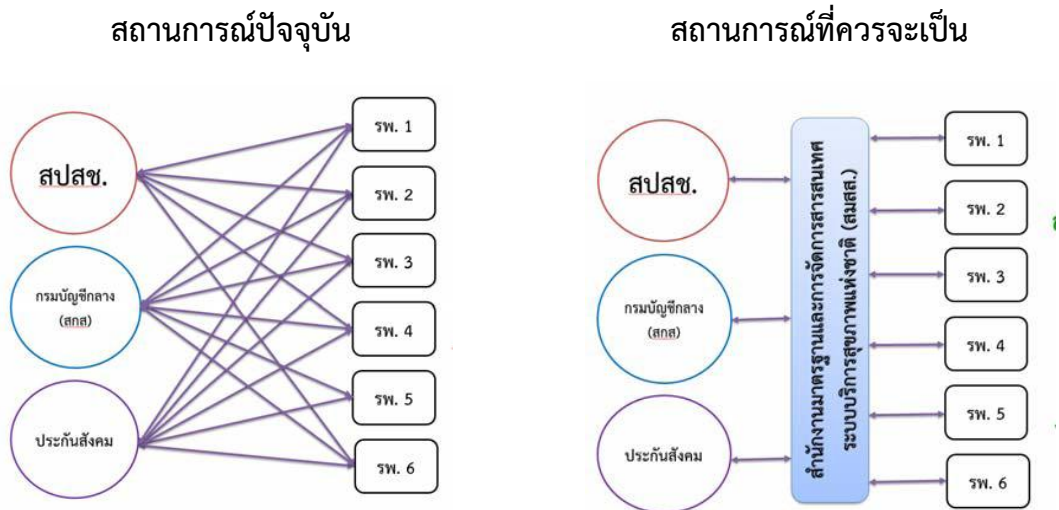 สถานการณ์ปัจจุบัน
สปสช.
กรมบัญชีกลาง
(สกส)
ประกันสังคม
รพ. 1
รพ. 2
รพ. 3
รพ. 4
รพ. 5
รพ. 6
สถานการณ์ที่ควรจะเป็น
สปสช.
กรมบัญชีกลาง
(สกส)
ประกันสังคม
สำนักงานมาตรฐานและการจัดการสารสนเทศ
ระบบบริการสุขภาพแห่งชาติ (สมสส.)
รพ. 1
รพ. 2
รพ. 3
รพ. 4
รพ. 5
รพ. 6